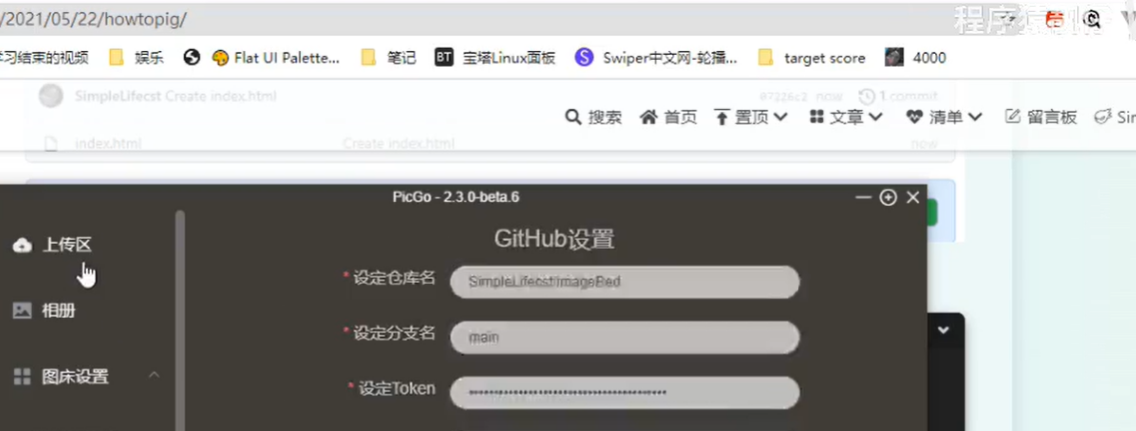 /2021/05/22/howtopig/
学习结束的视频 娱乐 Flat UI Palette... 笔记 BT 宝塔Linux面板 S Swiper中文网-轮播... target score 4000
SimpleLifecst Create index.html 97226c2 now 1 commit
搜索 首页 置顶 文章 清单 留言板 Sim
index.html Create index.html now
PicGo - 2.3.0-beta.6
GitHub设置
上传区
* 设定仓库名 SimpleLifecst/ImageBed
相册
* 设定分支名 main
图床设置
* 设定Token